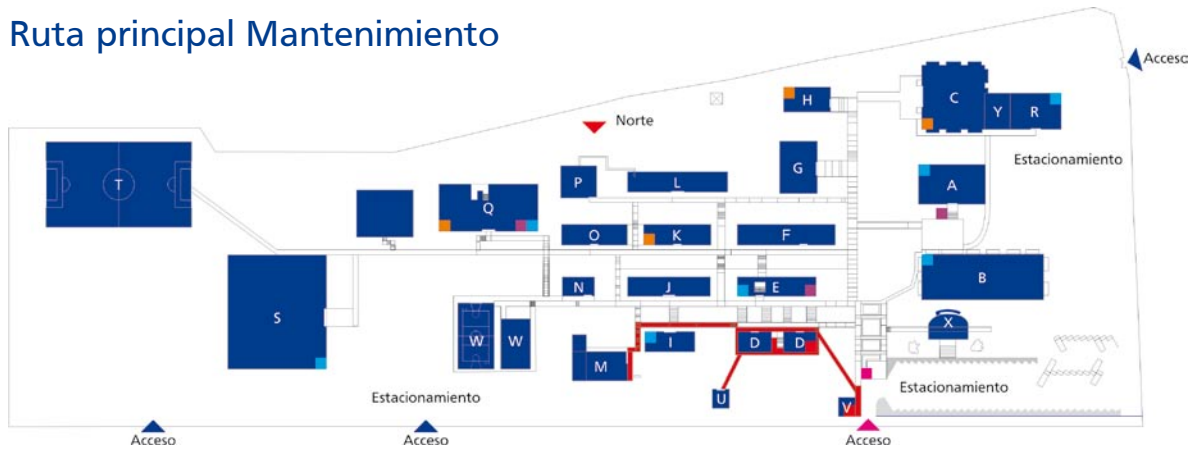 Ruta principal Mantenimiento
Acceso
H
C
Y
R
Norte
Estacionamiento
G
T
P
L
A
Q
O
K
F
B
N
J
E
S
X
W
W
I
D
D
M
Estacionamiento
Estacionamiento
U
V
Acceso
Acceso
Acceso